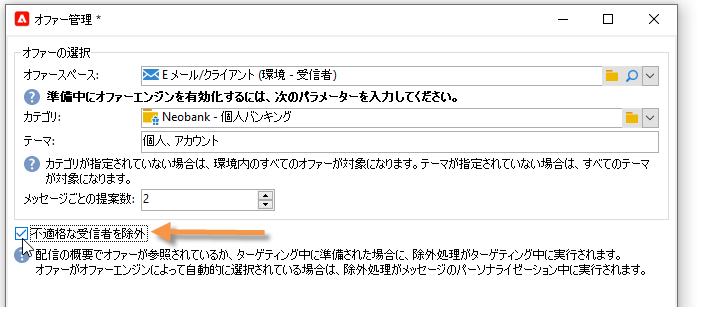 オファー管理 *
オファーの選択
オファースペース: Eメール/クライアント (環境 - 受信者)
準備中にオファーエンジンを有効化するには、次のパラメーターを入力してください。
カテゴリ: Neobank - 個人バンキング
テーマ: 個人、アカウント
カテゴリが指定されていない場合は、環境内のすべてのオファーが対象になります。テーマが指定されていない場合は、すべてのテーマ
が対象になります。
メッセージごとの提案数: 2
不適格な受信者を除外
配信の概要でオファーが参照されているか、ターゲティング中に準備された場合に、除外処理がターゲティング中に実行されます。
オファーがオファーエンジンによって自動的に選択されている場合は、除外処理がメッセージのパーソナライゼーション中に実行されます。